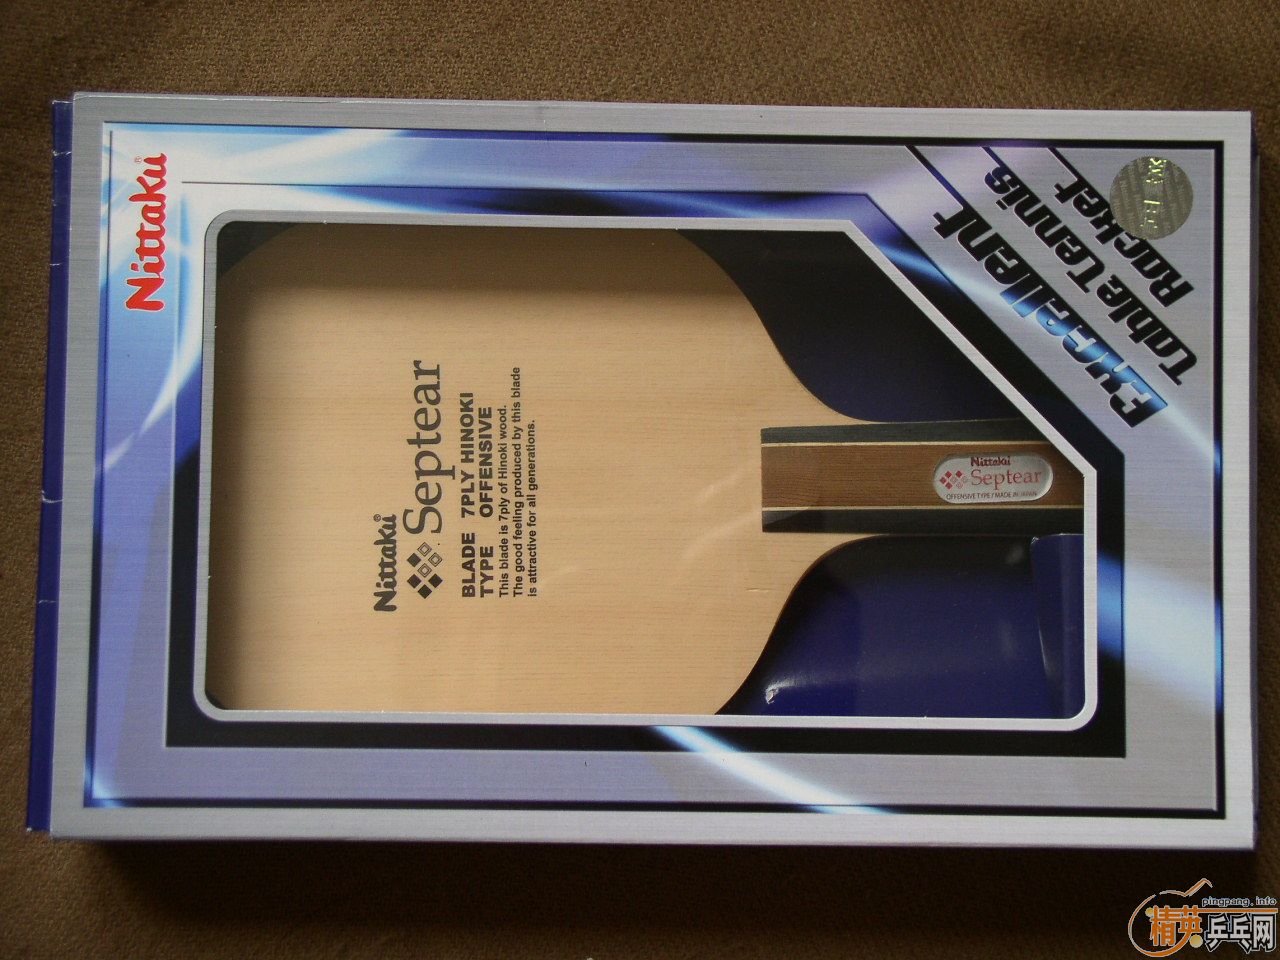 Nittaku®
Excellent
Table Tennis
Racket
Nittaku®
Septear
BLADE 7PLY HINOKI
TYPE OFFENSIVE
This blade is 7ply of Hinoki wood.
The good feeling produced by this blade
is attractive for all generations.
Nittaku
Septear
OFFENSIVE TYPE / MADE IN JAPAN
pingpang.info
精英乒乓网